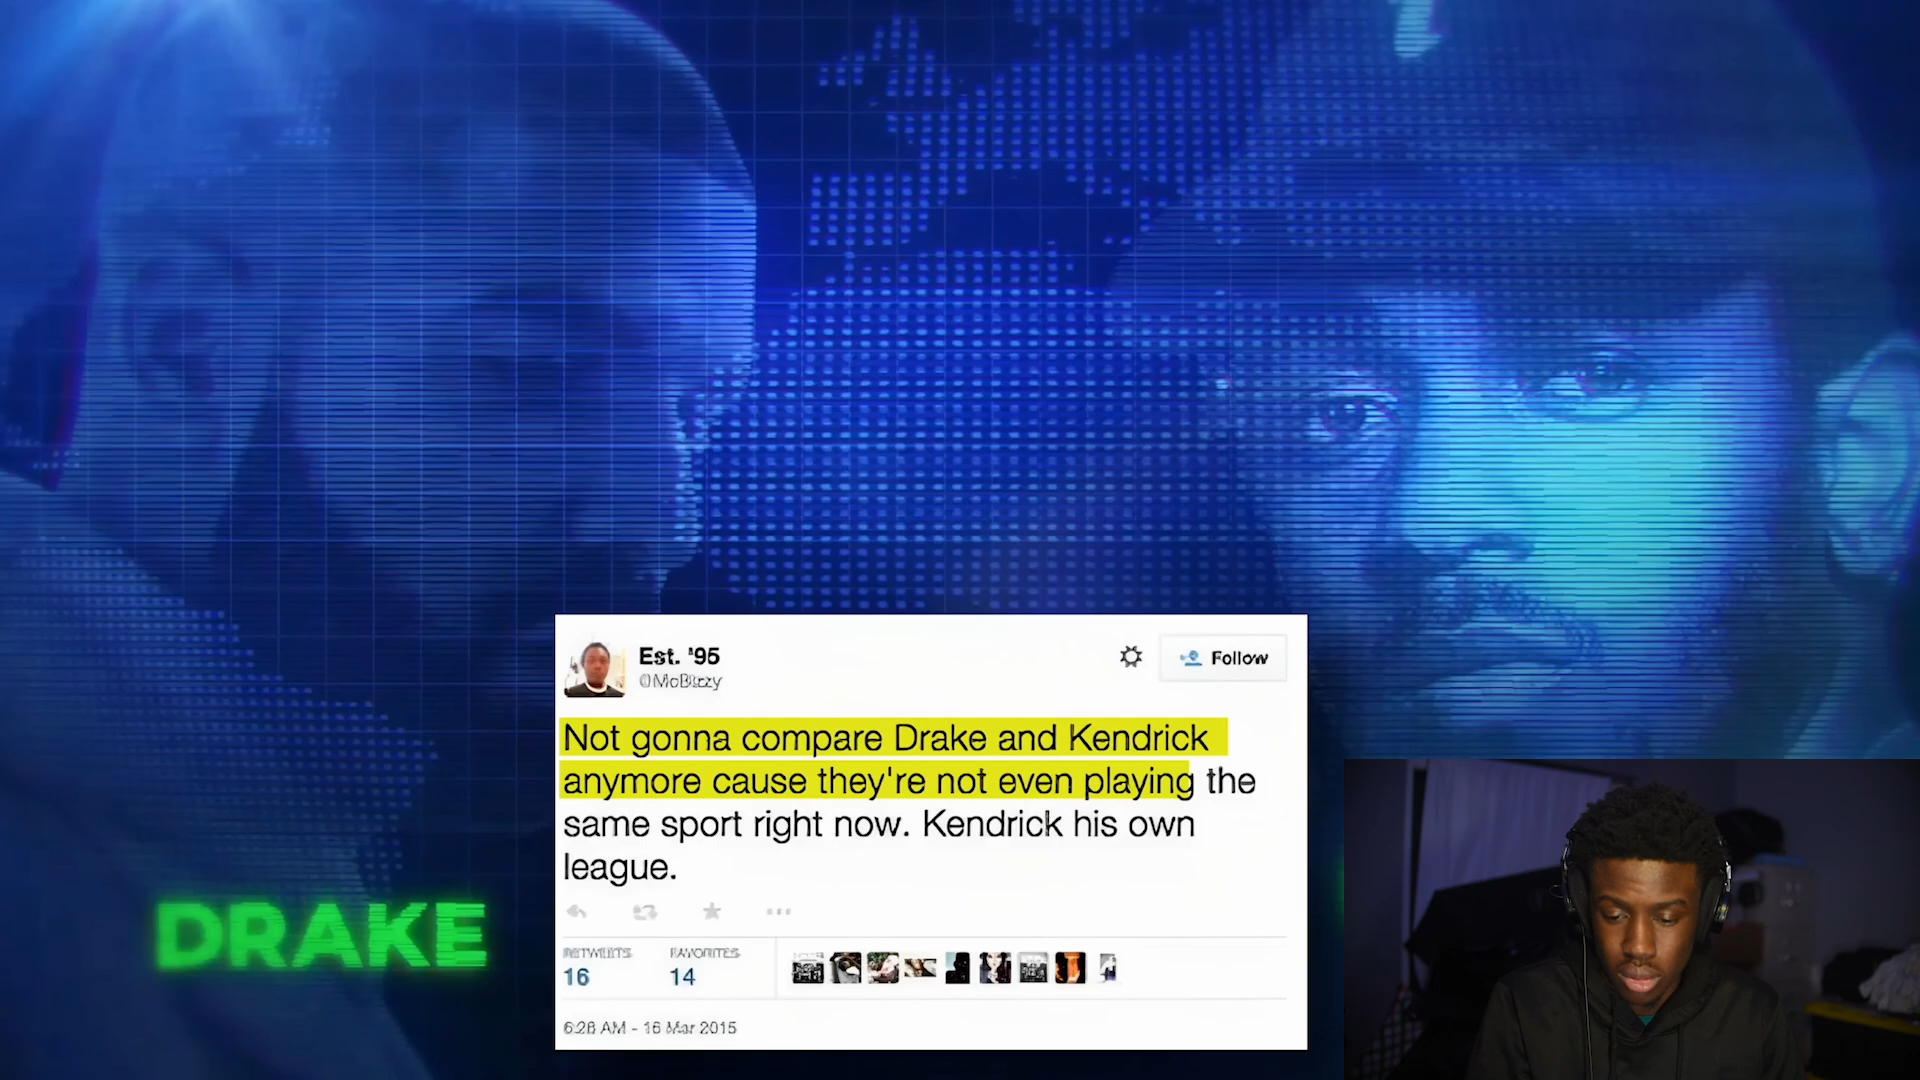 Est. '95
@MoBizzy
Follow
Not gonna compare Drake and Kendrick
anymore cause they're not even playing the
same sport right now. Kendrick his own
league.
RETWEETS
FAVORITES
16
14
6:28 AM - 16 Mar 2015
DRAKE